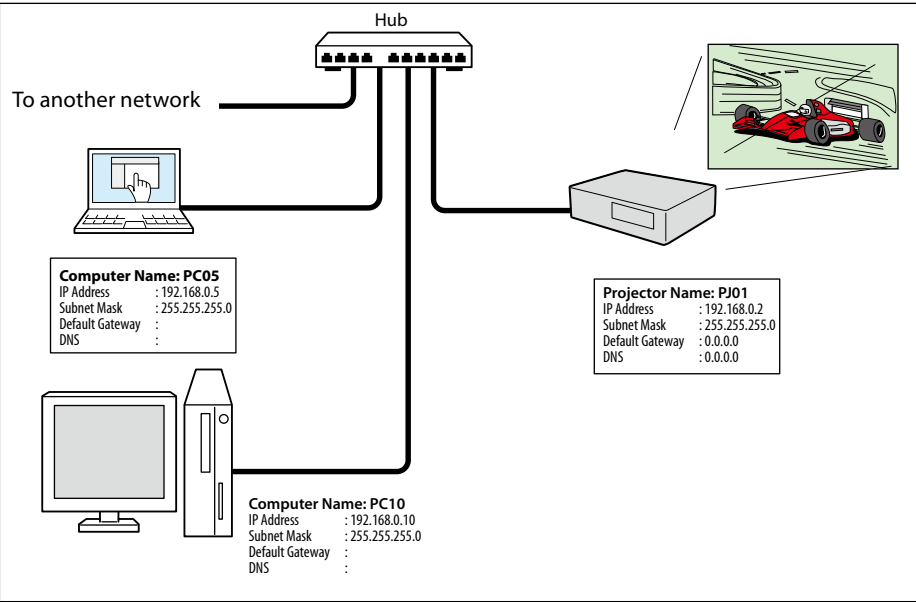 Hub
To another network
Computer Name: PC05
IP Address : 192.168.0.5
Subnet Mask : 255.255.255.0
Default Gateway :
DNS :
Projector Name: PJ01
IP Address : 192.168.0.2
Subnet Mask : 255.255.255.0
Default Gateway : 0.0.0.0
DNS : 0.0.0.0
Computer Name: PC10
IP Address : 192.168.0.10
Subnet Mask : 255.255.255.0
Default Gateway :
DNS :